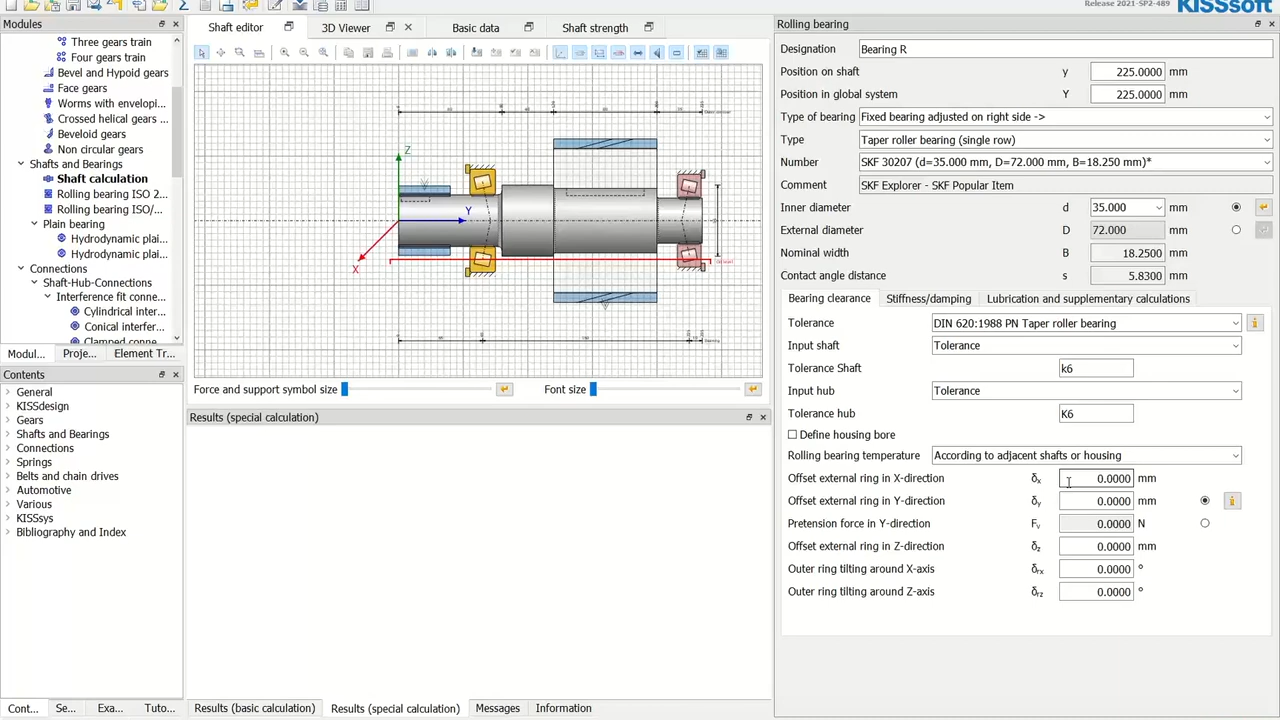 Release 2021-SP2-489
KISSsoft
Modules
Three gears train
Four gears train
Bevel and Hypoid gears
Face gears
Worms with envelopi...
Crossed helical gears ...
Beveloid gears
Non circular gears
Shafts and Bearings
Shaft calculation
Rolling bearing ISO 2...
Rolling bearing ISO/...
Plain bearing
Hydrodynamic plai...
Hydrodynamic plai...
Connections
Shaft-Hub-Connections
Interference fit conne...
Cylindrical inter...
Conical interfer...
Clamped conne...
Modul... Proje... Element Tr...
Contents
General
KISSdesign
Gears
Shafts and Bearings
Connections
Springs
Belts and chain drives
Automotive
Various
KISSsys
Bibliography and Index
Cont... Se... Exa... Tuto...
Shaft editor 3D Viewer Basic data Shaft strength
Z
Y
X
Force and support symbol size Font size
Results (special calculation)
Results (basic calculation) Results (special calculation) Messages Information
Rolling bearing
Designation Bearing R
Position on shaft y 225.0000 mm
Position in global system Y 225.0000 mm
Type of bearing Fixed bearing adjusted on right side ->
Type Taper roller bearing (single row)
Number SKF 30207 (d=35.000 mm, D=72.000 mm, B=18.250 mm)*
Comment SKF Explorer - SKF Popular Item
Inner diameter d 35.000 mm
External diameter D 72.000 mm
Nominal width B 18.2500 mm
Contact angle distance s 5.8300 mm
Bearing clearance Stiffness/damping Lubrication and supplementary calculations
Tolerance DIN 620:1988 PN Taper roller bearing
Input shaft Tolerance
Tolerance Shaft k6
Input hub Tolerance
Tolerance hub K6
Define housing bore
Rolling bearing temperature According to adjacent shafts or housing
Offset external ring in X-direction δx 0.0000 mm
Offset external ring in Y-direction δy 0.0000 mm
Pretension force in Y-direction Fy 0.0000 N
Offset external ring in Z-direction δz 0.0000 mm
Outer ring tilting around X-axis δrx 0.0000 °
Outer ring tilting around Z-axis δrz 0.0000 °